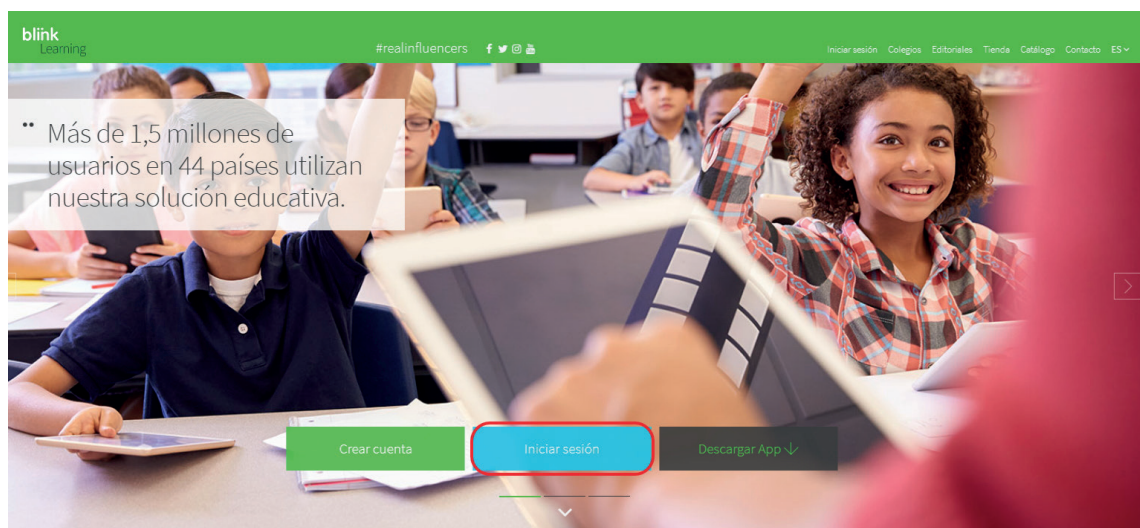 blink
Learning
#realinfluencers
Iniciar sesión Colegios Editoriales Tienda Catálogo Contacto ES
Más de 1,5 millones de
usuarios en 44 países utilizan
nuestra solución educativa.
Crear cuenta
Iniciar sesión
Descargar App